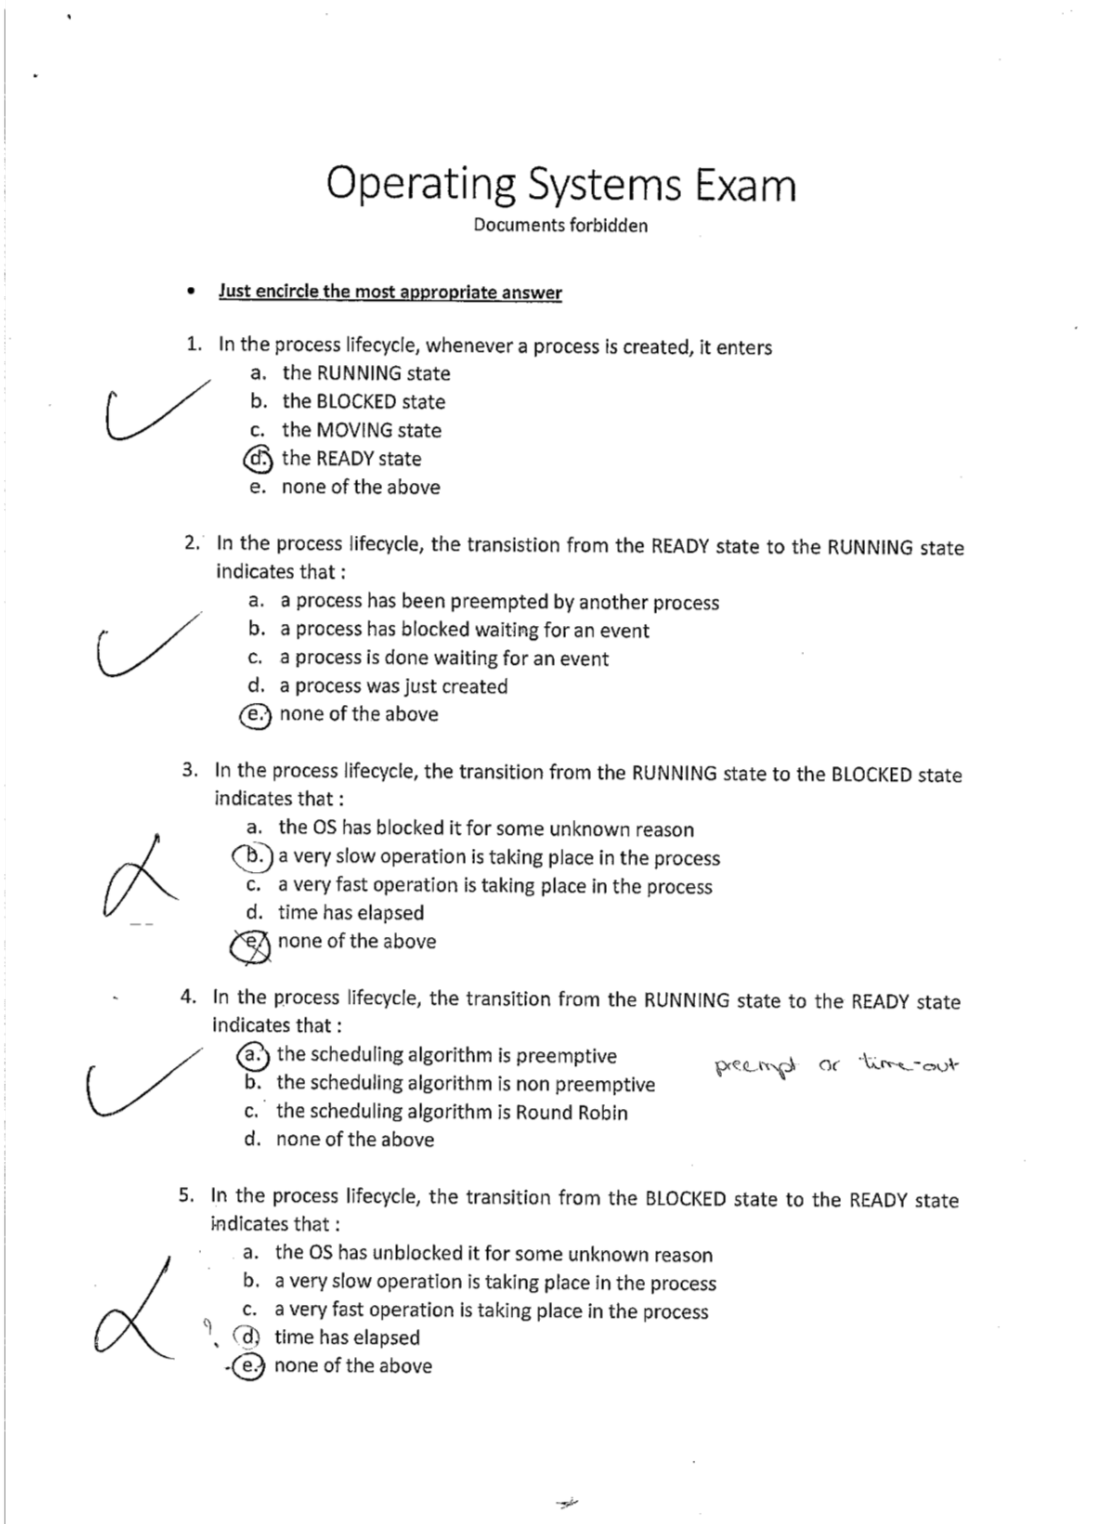 Operating Systems Exam
Documents forbidden
• Just encircle the most appropriate answer
1. In the process lifecycle, whenever a process is created, it enters
a. the RUNNING state
b. the BLOCKED state
c. the MOVING state
d. the READY state
e. none of the above
2. In the process lifecycle, the transistion from the READY state to the RUNNING state
indicates that :
a. a process has been preempted by another process
b. a process has blocked waiting for an event
c. a process is done waiting for an event
d. a process was just created
e. none of the above
3. In the process lifecycle, the transition from the RUNNING state to the BLOCKED state
indicates that :
a. the OS has blocked it for some unknown reason
b. a very slow operation is taking place in the process
c. a very fast operation is taking place in the process
d. time has elapsed
e. none of the above
4. In the process lifecycle, the transition from the RUNNING state to the READY state
indicates that :
a. the scheduling algorithm is preemptive preempt or time-out
b. the scheduling algorithm is non preemptive
c. the scheduling algorithm is Round Robin
d. none of the above
5. In the process lifecycle, the transition from the BLOCKED state to the READY state
indicates that :
a. the OS has unblocked it for some unknown reason
b. a very slow operation is taking place in the process
c. a very fast operation is taking place in the process
? d. time has elapsed
e. none of the above